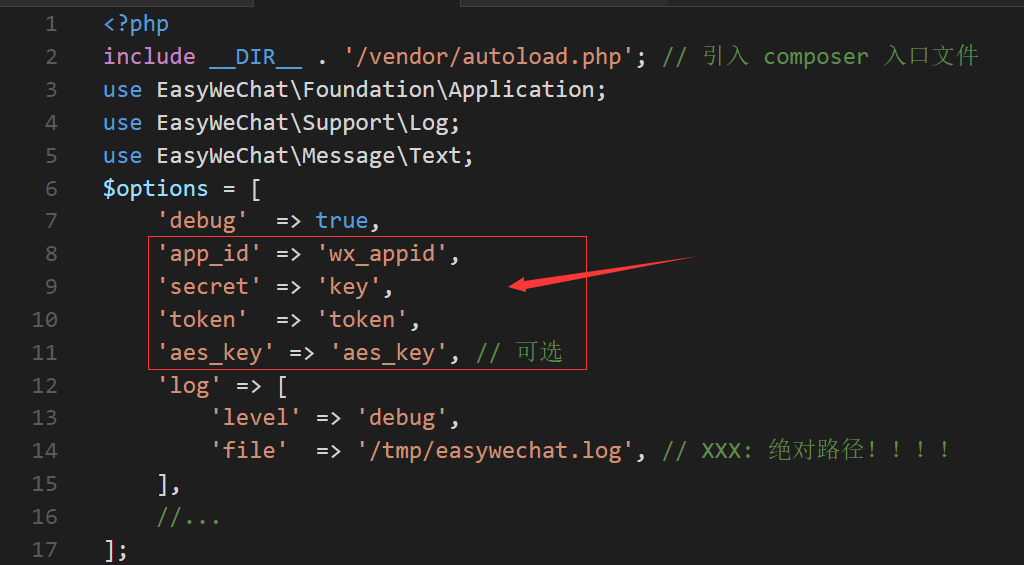 1 <?php
2 include __DIR__ . '/vendor/autoload.php'; // 引入 composer 入口文件
3 use EasyWeChat\Foundation\Application;
4 use EasyWeChat\Support\Log;
5 use EasyWeChat\Message\Text;
6 $options = [
7     'debug'  => true,
8     'app_id' => 'wx_appid',
9     'secret' => 'key',
10     'token'  => 'token',
11     'aes_key' => 'aes_key', // 可选
12     'log' => [
13         'level' => 'debug',
14         'file'  => '/tmp/easywechat.log', // XXX: 绝对路径！！！！
15     ],
16     //...
17 ];